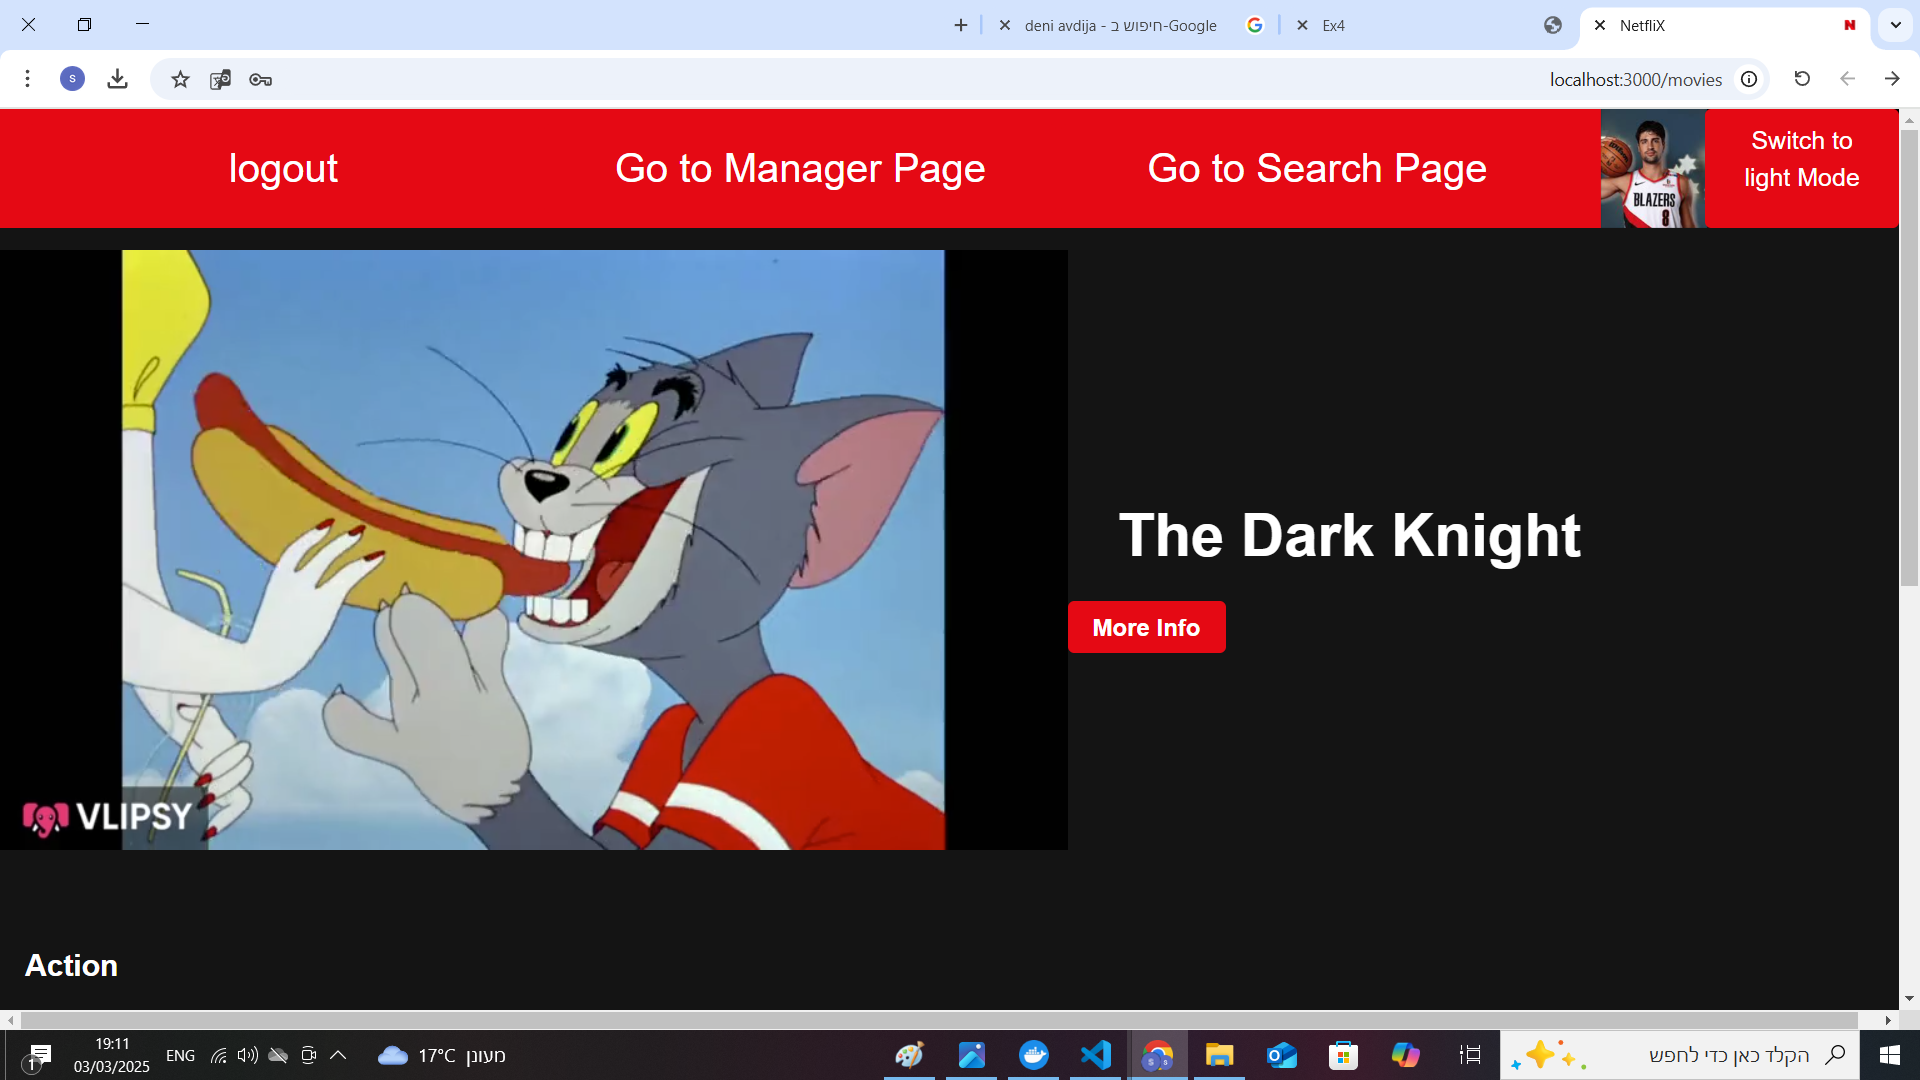 deni avdija - חיפוש ב-Google
Ex4
NetfliX
S
localhost:3000/movies
logout
Go to Manager Page
Go to Search Page
BLAZERS
8
Switch to
light Mode
The Dark Knight
More Info
VLIPSY
Action
1
19:11
03/03/2025
ENG
17°C מעונן
הקלד כאן כדי לחפש